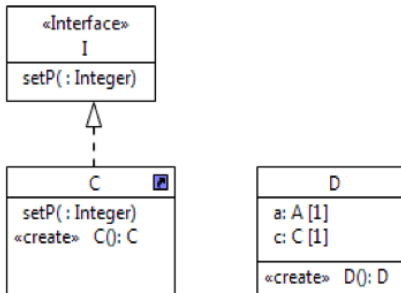 «Interface»
I
setP( : Integer)
C
setP( : Integer)
«create» C(): C
D
a: A [1]
c: C [1]
«create» D(): D